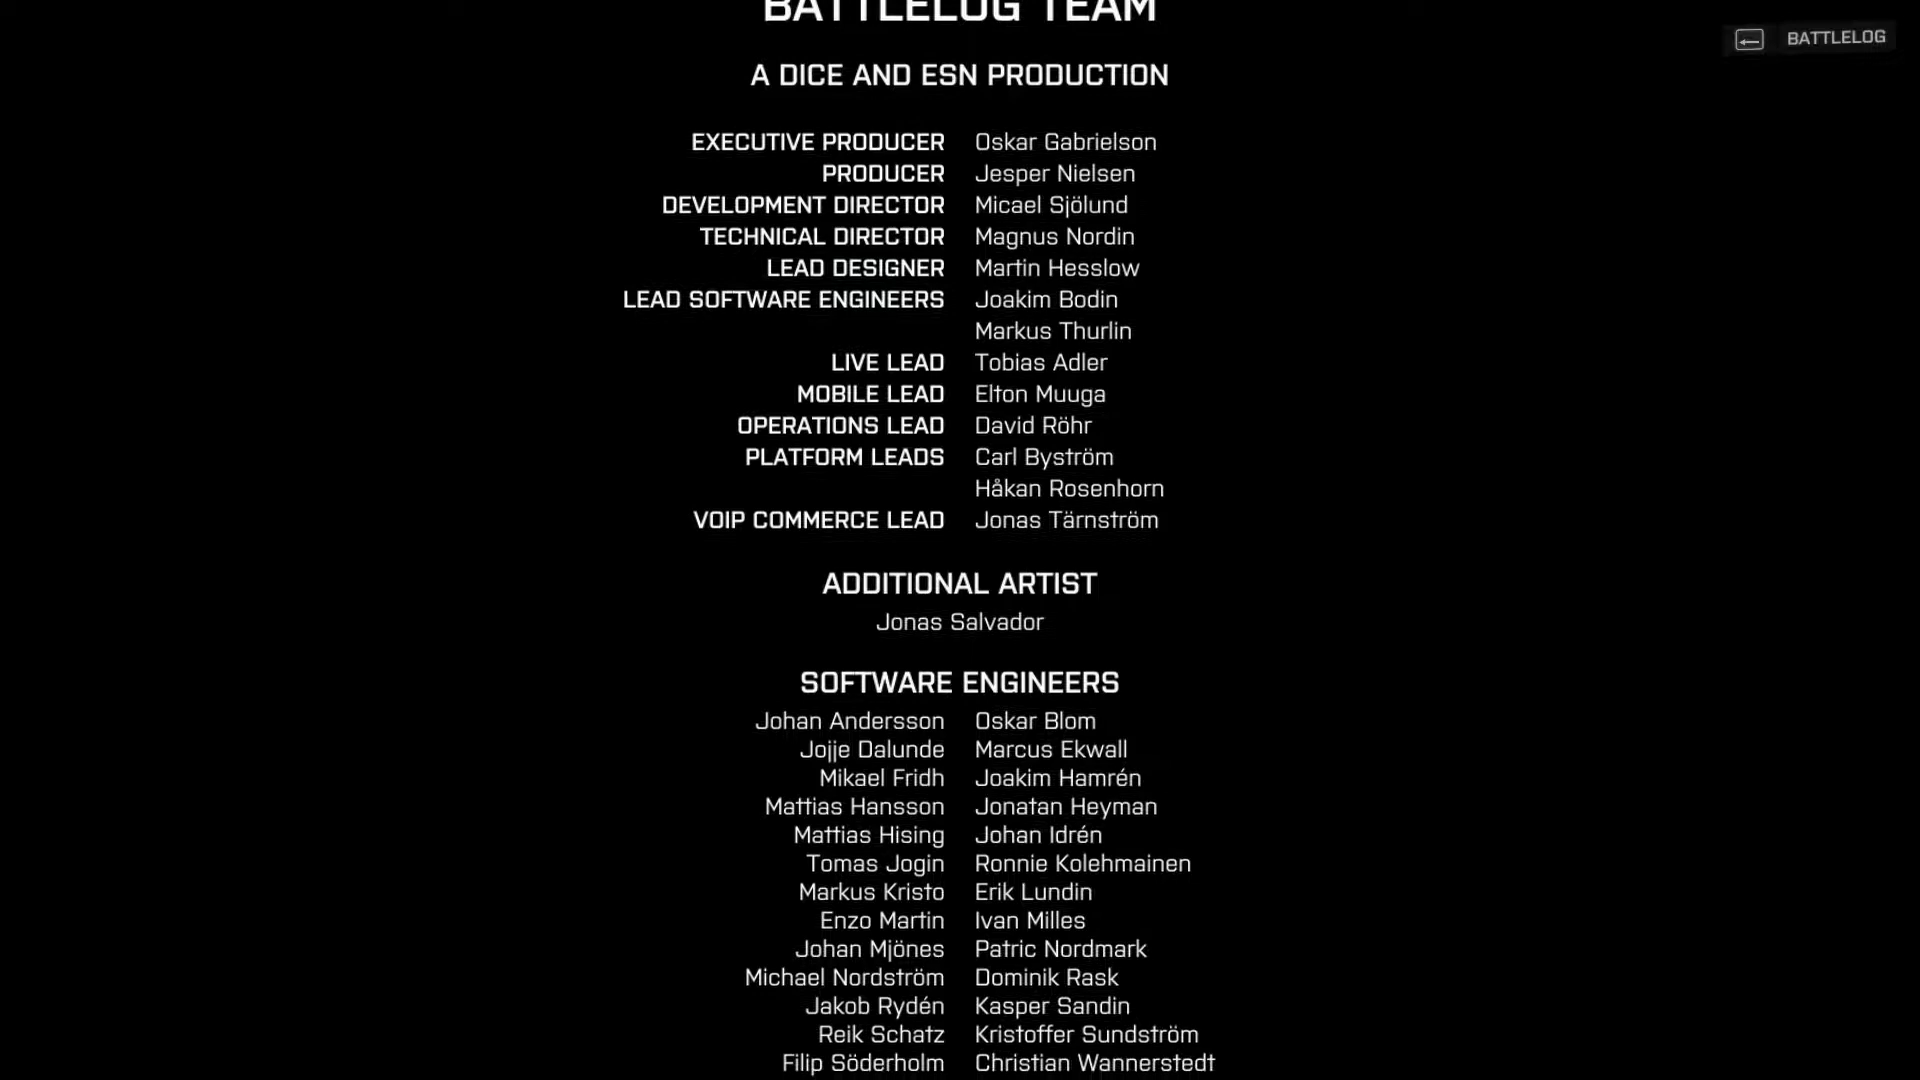 BATTLELOG TEAM
BATTLELOG
A DICE AND ESN PRODUCTION
EXECUTIVE PRODUCER Oskar Gabrielson
PRODUCER Jesper Nielsen
DEVELOPMENT DIRECTOR Micael Sjölund
TECHNICAL DIRECTOR Magnus Nordin
LEAD DESIGNER Martin Hesslow
LEAD SOFTWARE ENGINEERS Joakim Bodin
Markus Thurlin
LIVE LEAD Tobias Adler
MOBILE LEAD Elton Muuga
OPERATIONS LEAD David Röhr
PLATFORM LEADS Carl Byström
Håkan Rosenhorn
VOIP COMMERCE LEAD Jonas Tärnström
ADDITIONAL ARTIST
Jonas Salvador
SOFTWARE ENGINEERS
Johan Andersson Oskar Blom
Jojje Dalunde Marcus Ekwall
Mikael Fridh Joakim Hamrén
Mattias Hansson Jonatan Heyman
Mattias Hising Johan Idrén
Tomas Jogin Ronnie Kolehmainen
Markus Kristo Erik Lundin
Enzo Martin Ivan Milles
Johan Mjönes Patric Nordmark
Michael Nordström Dominik Rask
Jakob Rydén Kasper Sandin
Reik Schatz Kristoffer Sundström
Filip Söderholm Christian Wannerstedt